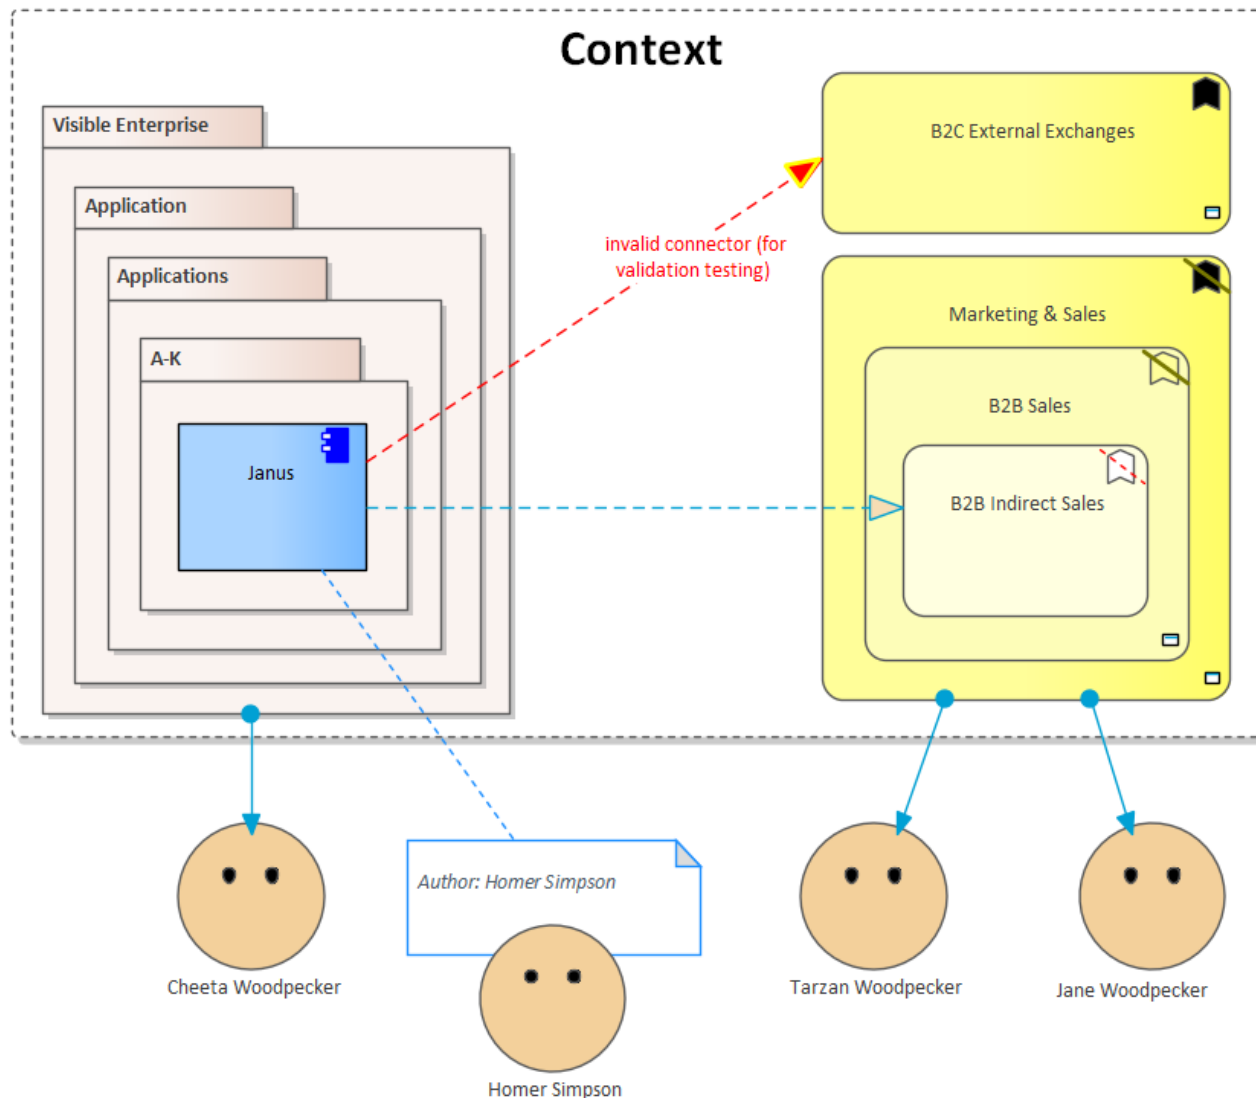 Context
Visible Enterprise
Application
Applications
A-K
Janus
invalid connector (for
validation testing)
B2C External Exchanges
Marketing & Sales
B2B Sales
B2B Indirect Sales
Author: Homer Simpson
Cheeta Woodpecker
Homer Simpson
Tarzan Woodpecker
Jane Woodpecker